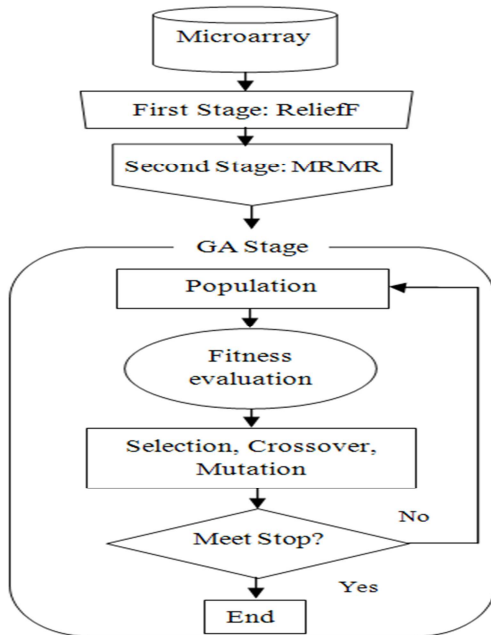 Microarray
First Stage: ReliefF
Second Stage: MRMR
GA Stage
Population
Fitness
evaluation
Selection, Crossover,
Mutation
No
Meet Stop?
Yes
End